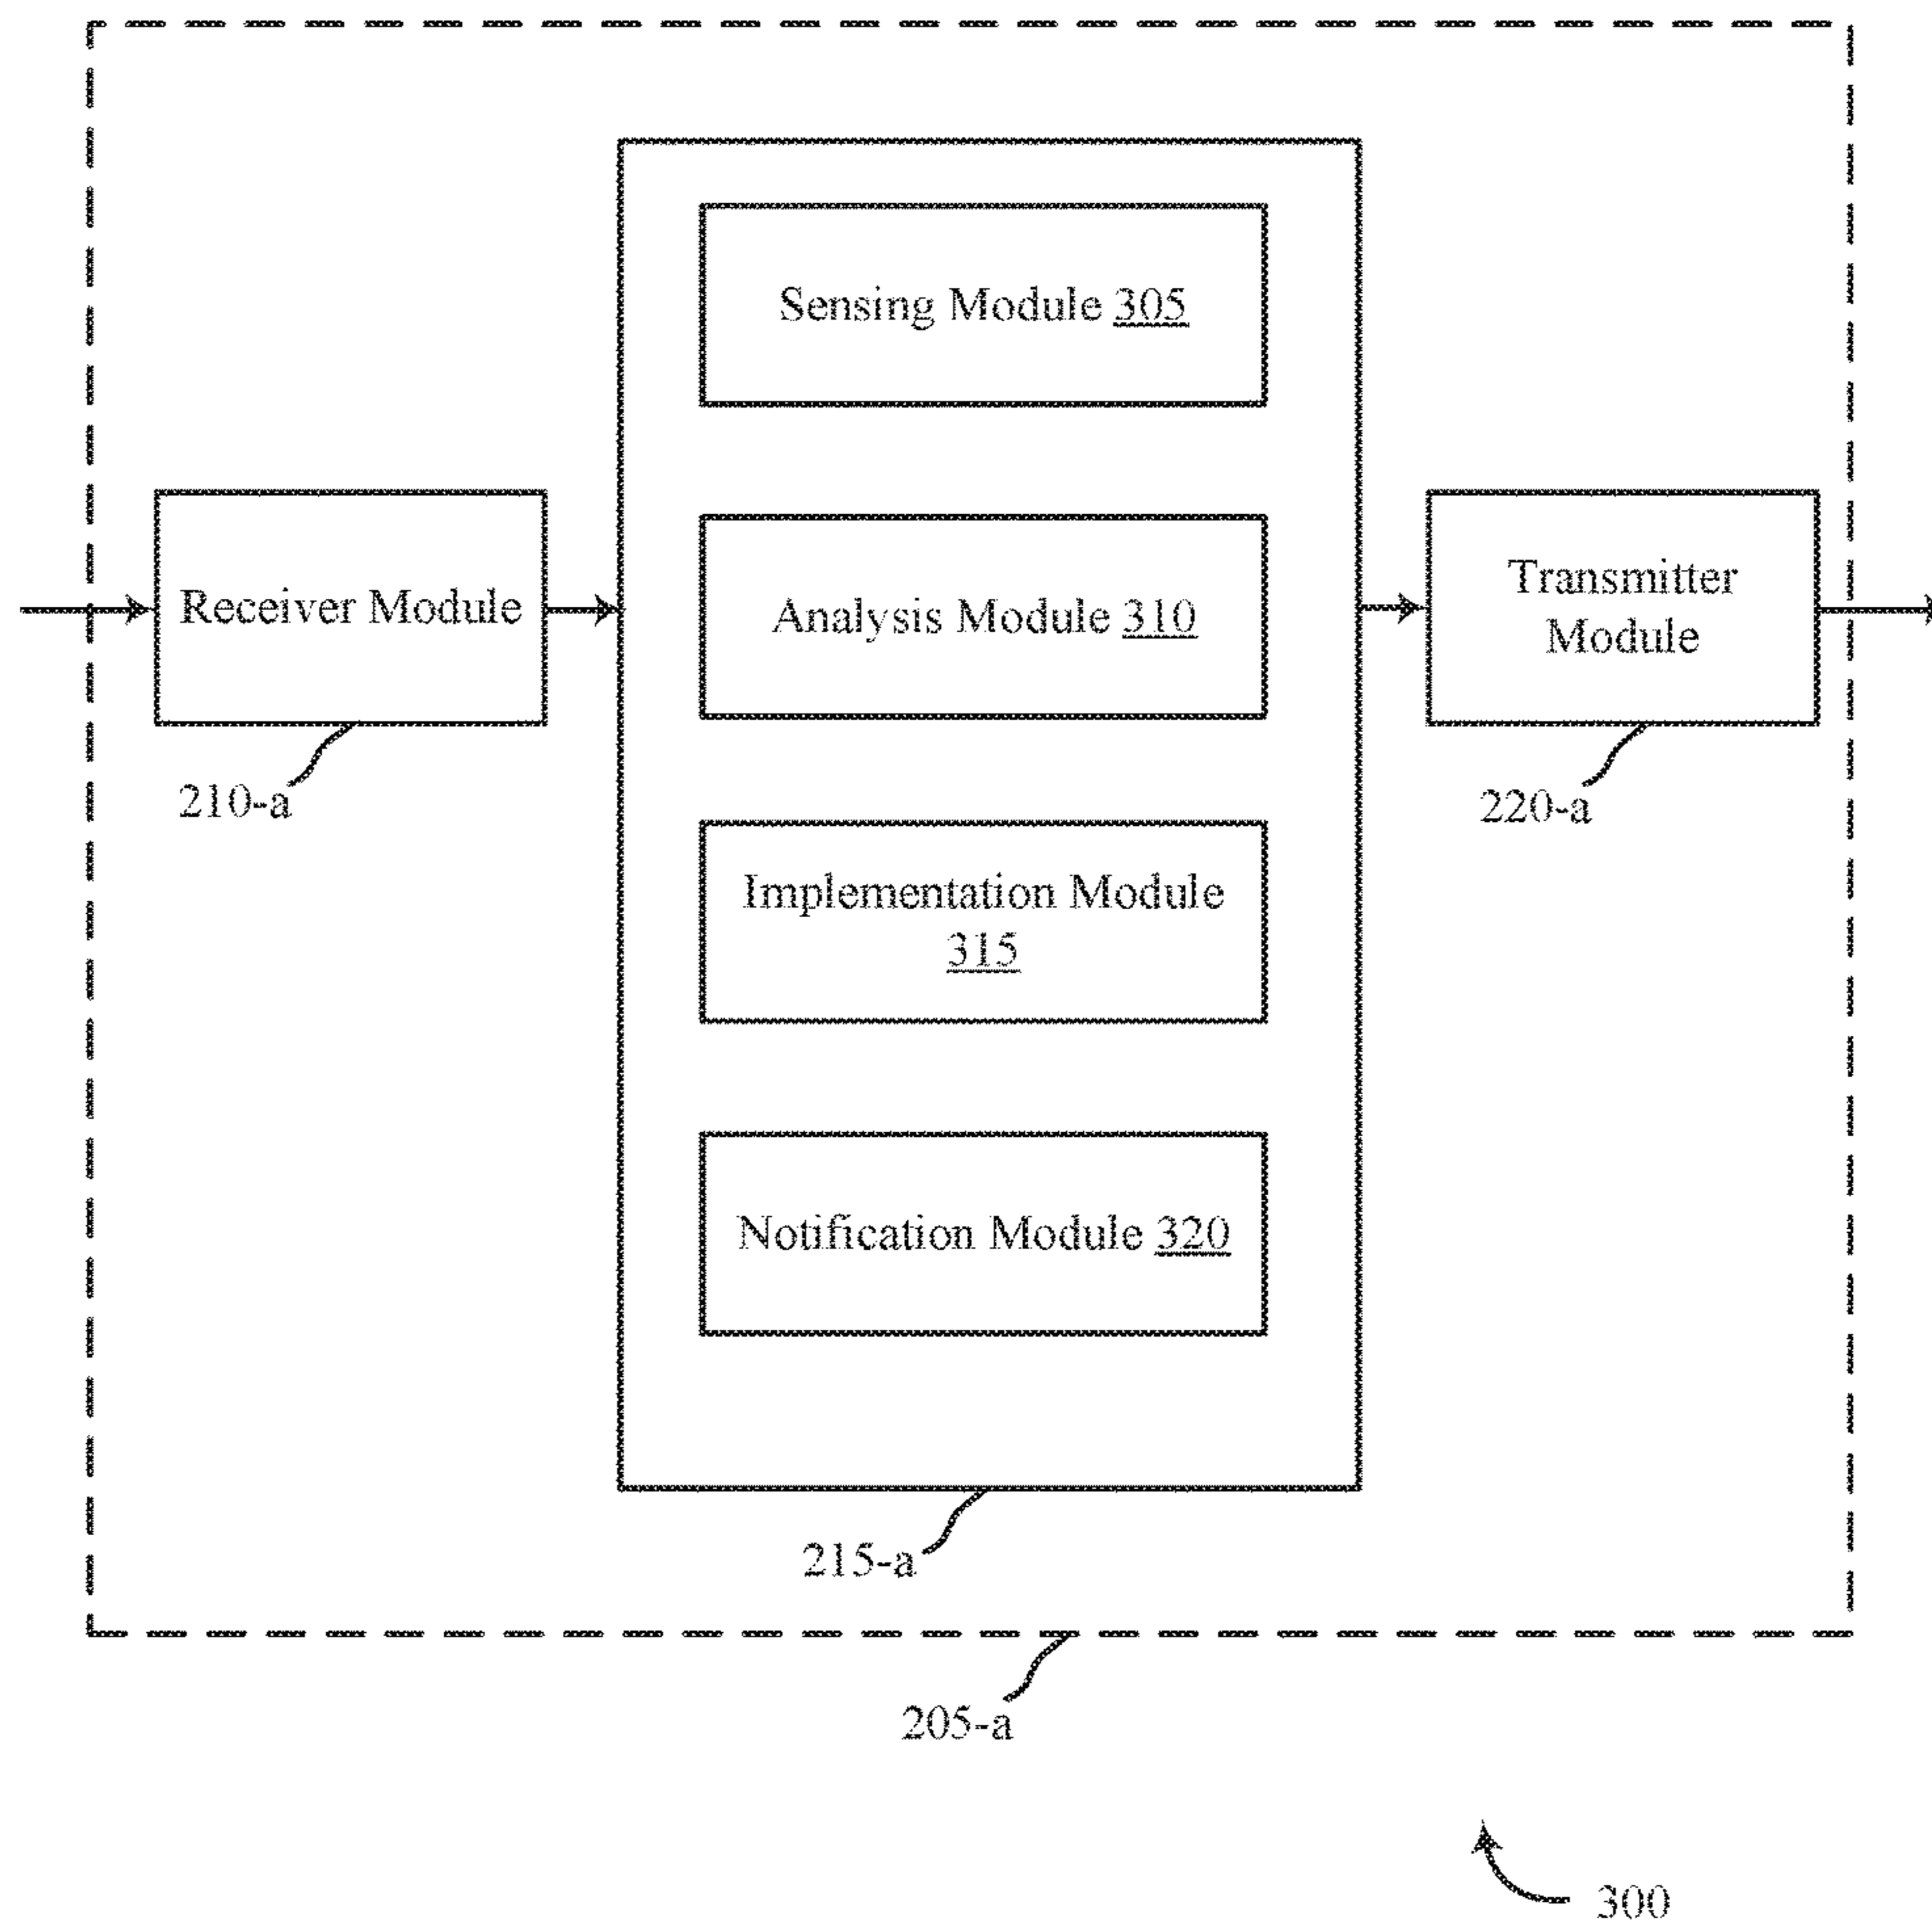 Sensing Module 305
Receiver Module
Analysis Module 310
Transmitter
Module
210-a
220-a
Implementation Module
315
Notification Module 320
215-a
205-a
300